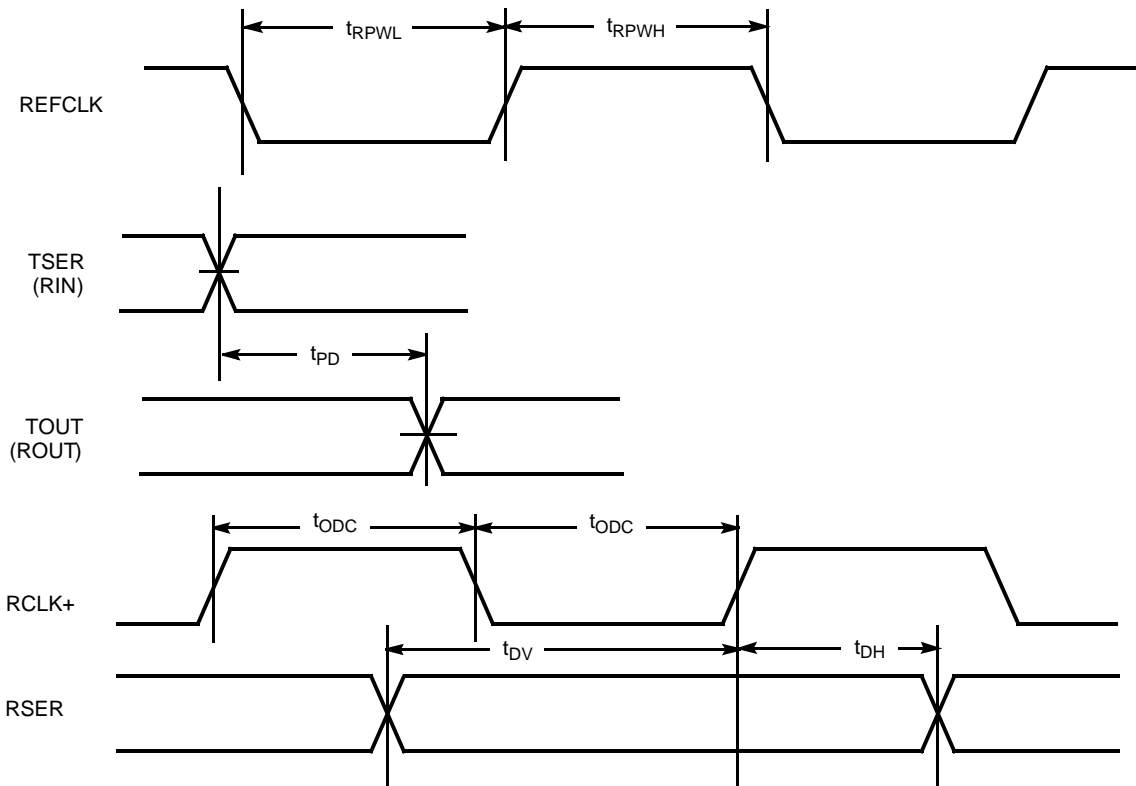 tRPWL tRPWH
REFCLK
TSER
(RIN)
tPD
TOUT
(ROUT)
tODC tODC
RCLK+
tDV tDH
RSER